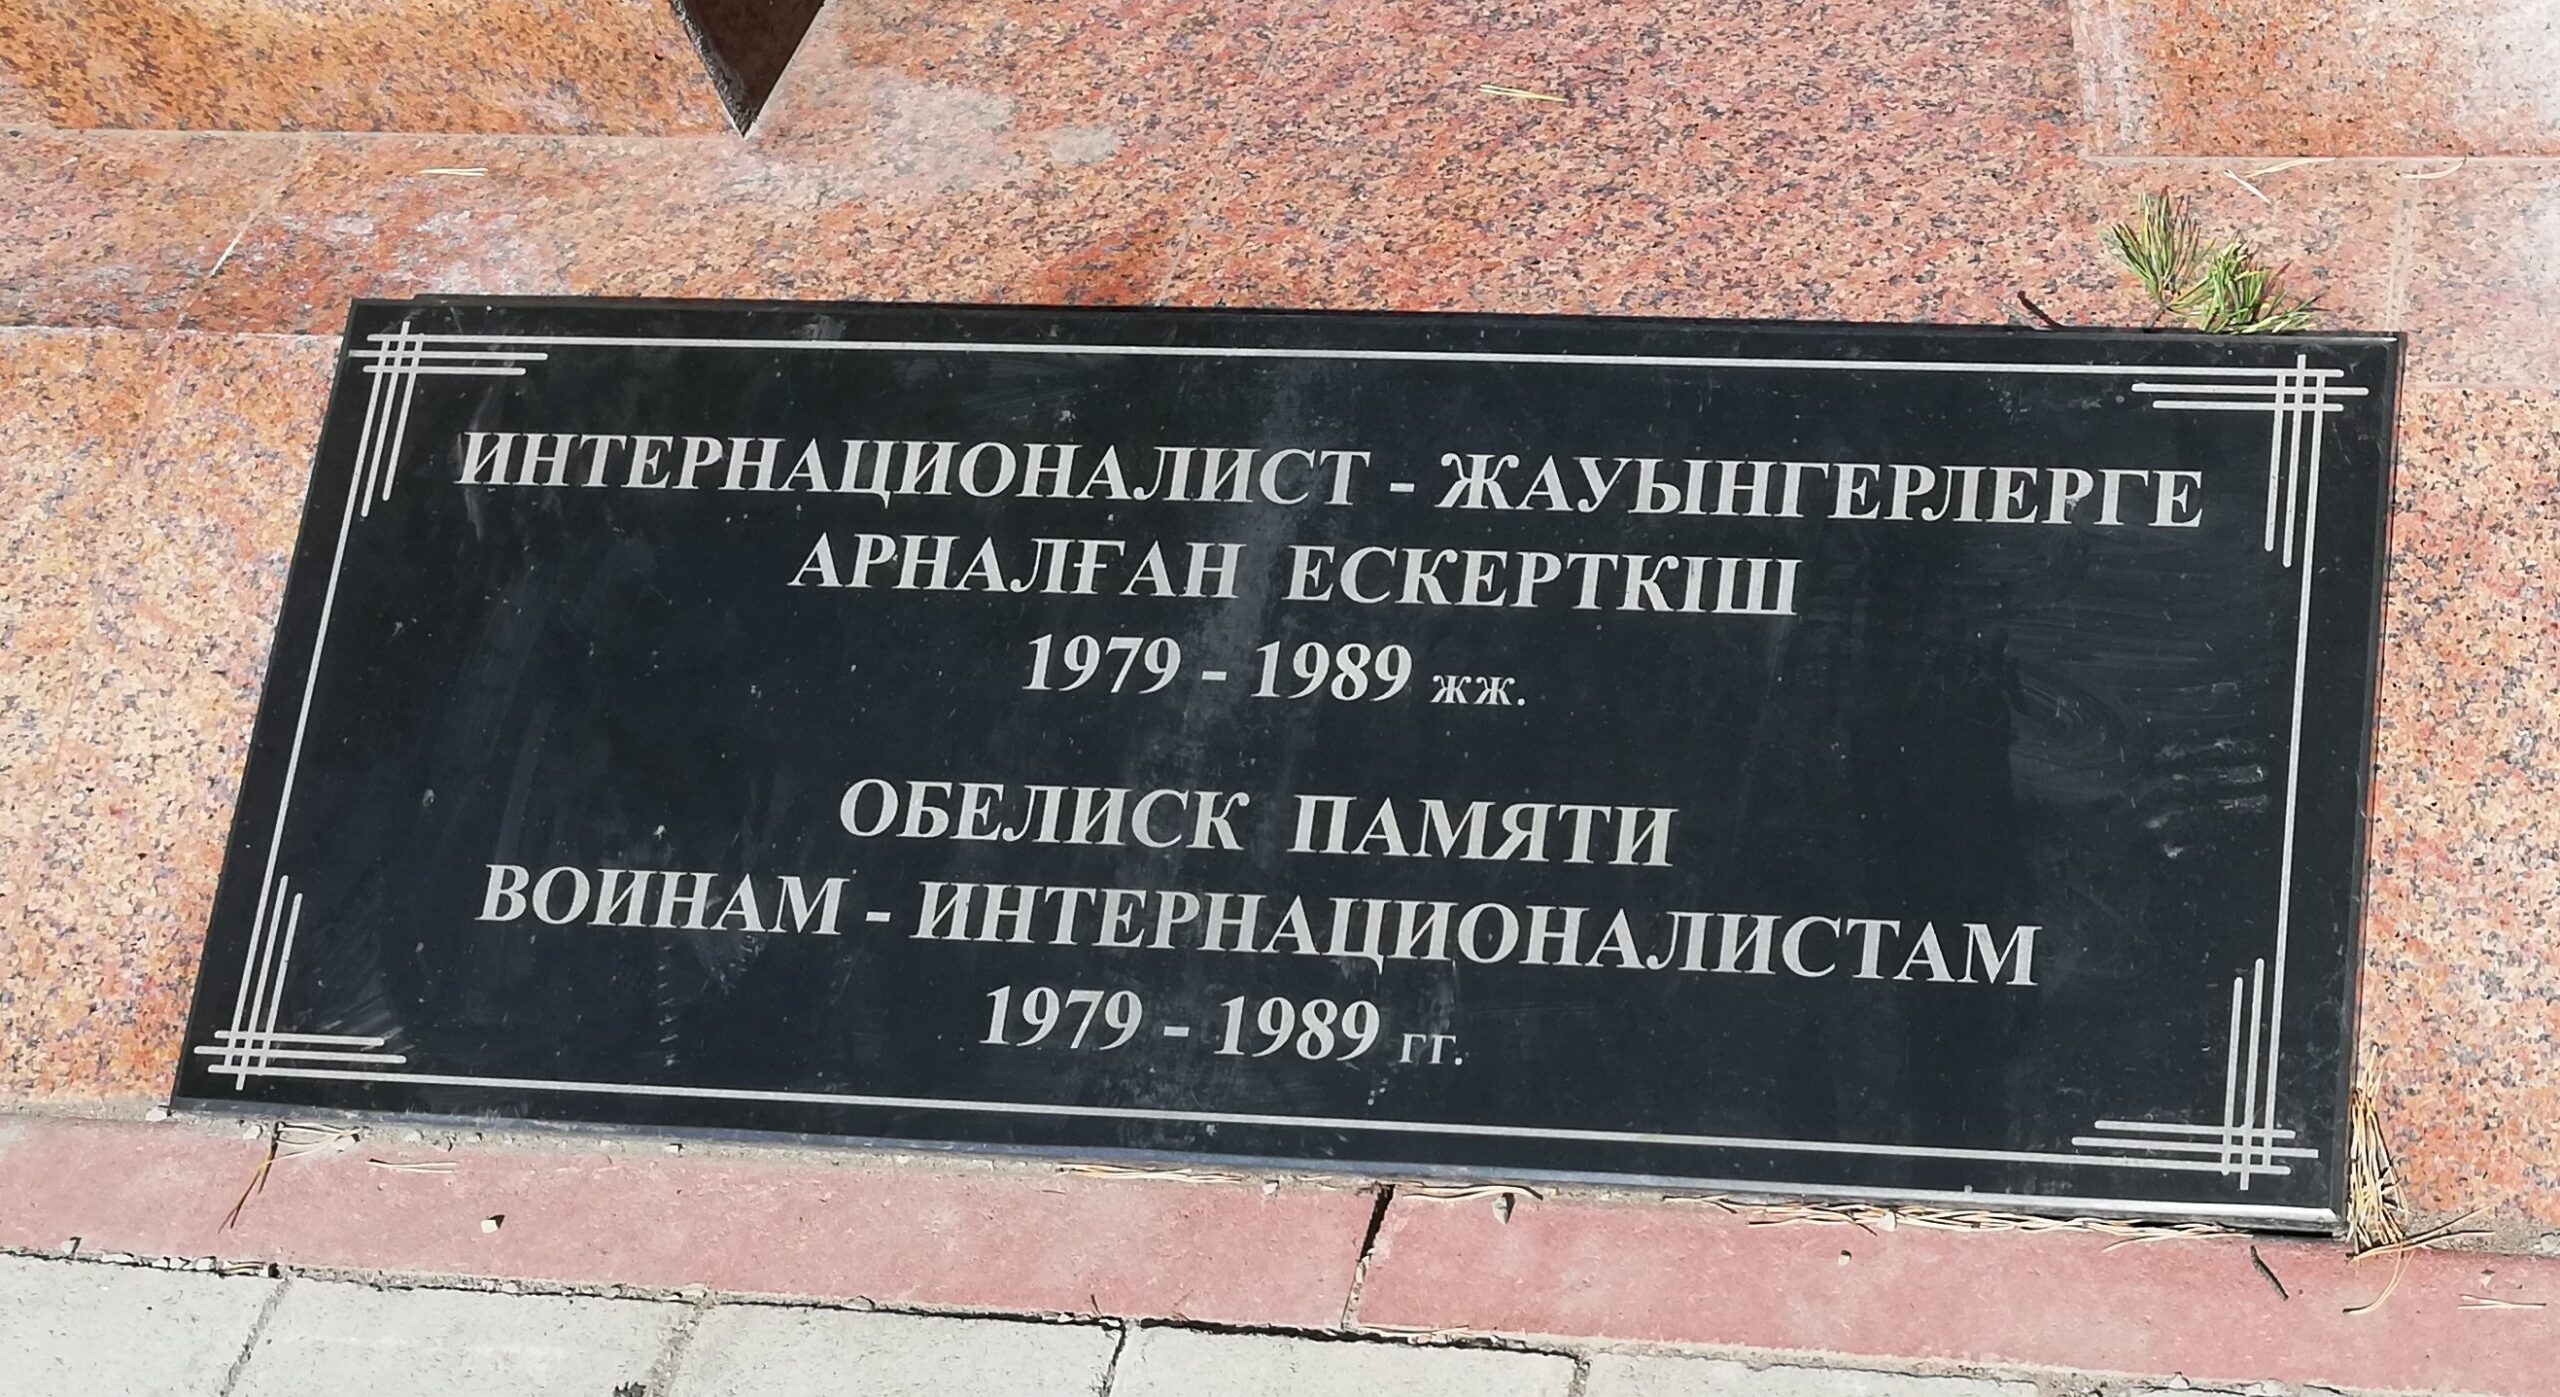 ИНТЕРНАЦИОНАЛИСТ - ЖАУЫНГЕРЛЕРГЕ
АРНАЛҒАН ЕСКЕРТКІШ
1979 - 1989 жж.
ОБЕЛИСК ПАМЯТИ
ВОИНАМ - ИНТЕРНАЦИОНАЛИСТАМ
1979 - 1989 гг.